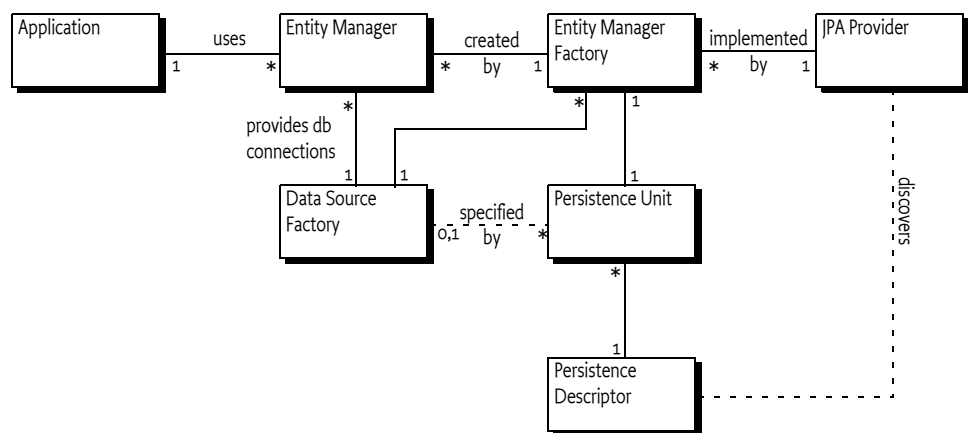 Application
uses
1
*
Entity Manager
created
by
*
1
Entity Manager
Factory
implemented
by
*
1
JPA Provider
*
provides db
connections
1
*
1
1
1
discovers
Data Source
Factory
specified
by
0,1
*
Persistence Unit
*
1
Persistence
Descriptor